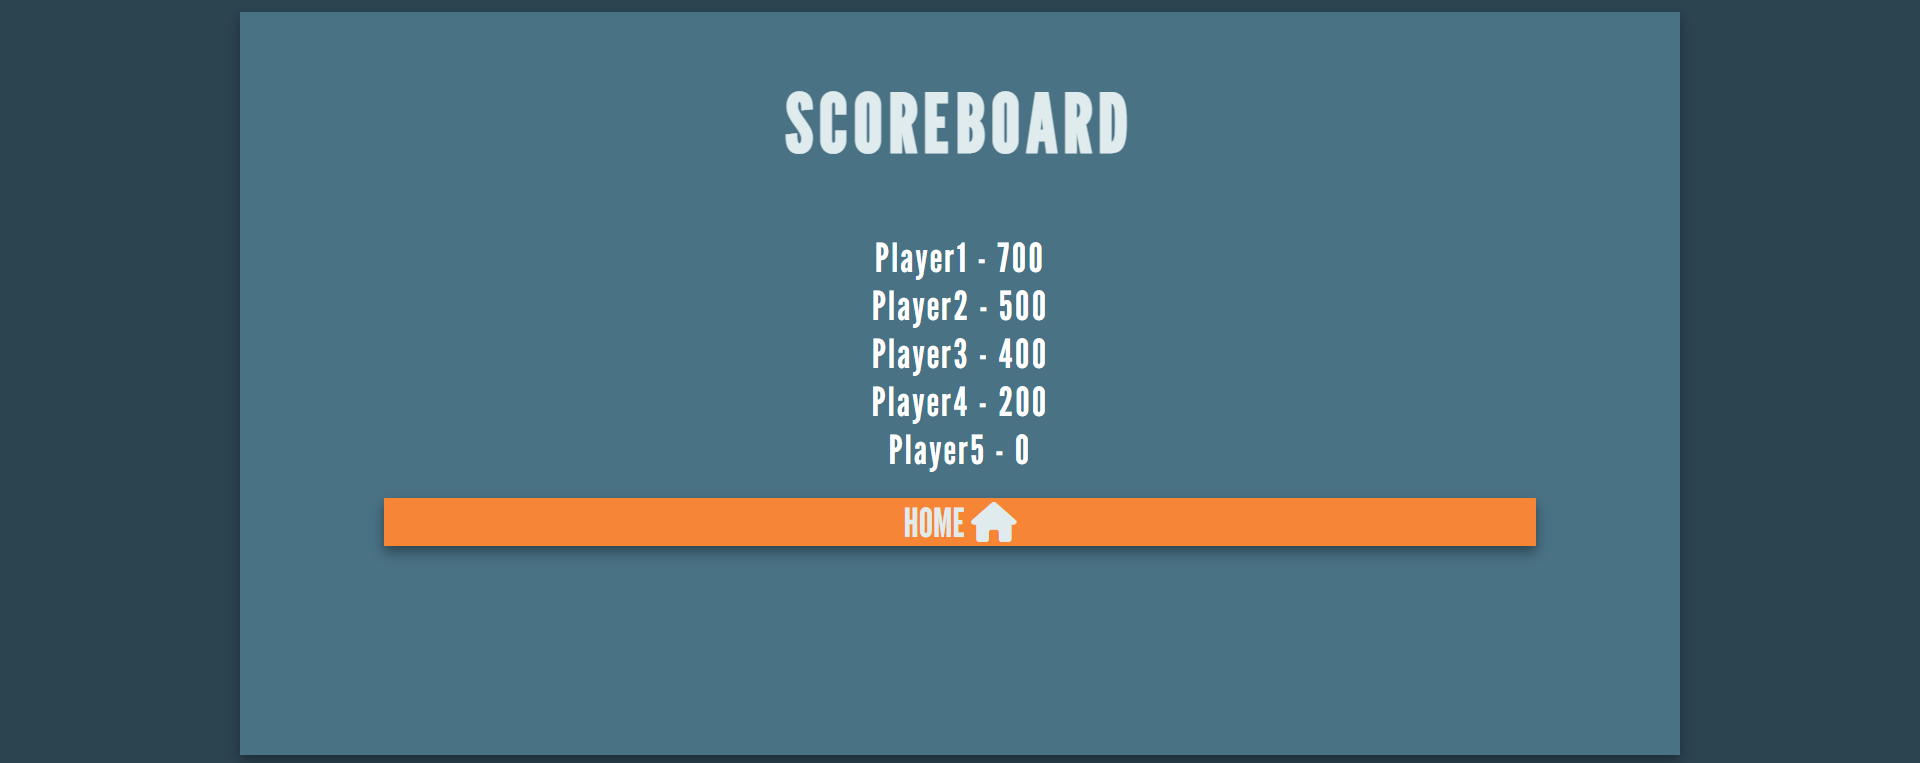 SCOREBOARD
Player1 - 700
Player2 - 500
Player3 - 400
Player4 - 200
Player5 - 0
HOME